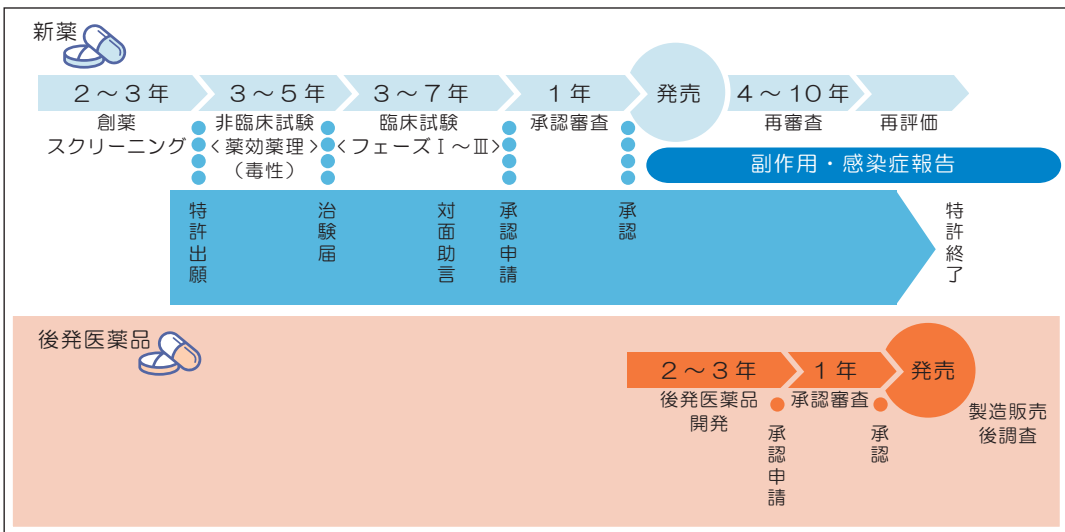 新薬
２～３年
３～５年
３～７年
１年
発売
４～１０年
創薬
スクリーニング
非臨床試験
＜薬効薬理＞
（毒性）
臨床試験
＜フェーズⅠ～Ⅲ＞
承認審査
再審査
再評価
副作用・感染症報告
特許出願
治験届
対面助言
承認申請
承認
特許終了
後発医薬品
２～３年
１年
発売
後発医薬品
開発
承認審査
製造販売
後調査
承認申請
承認